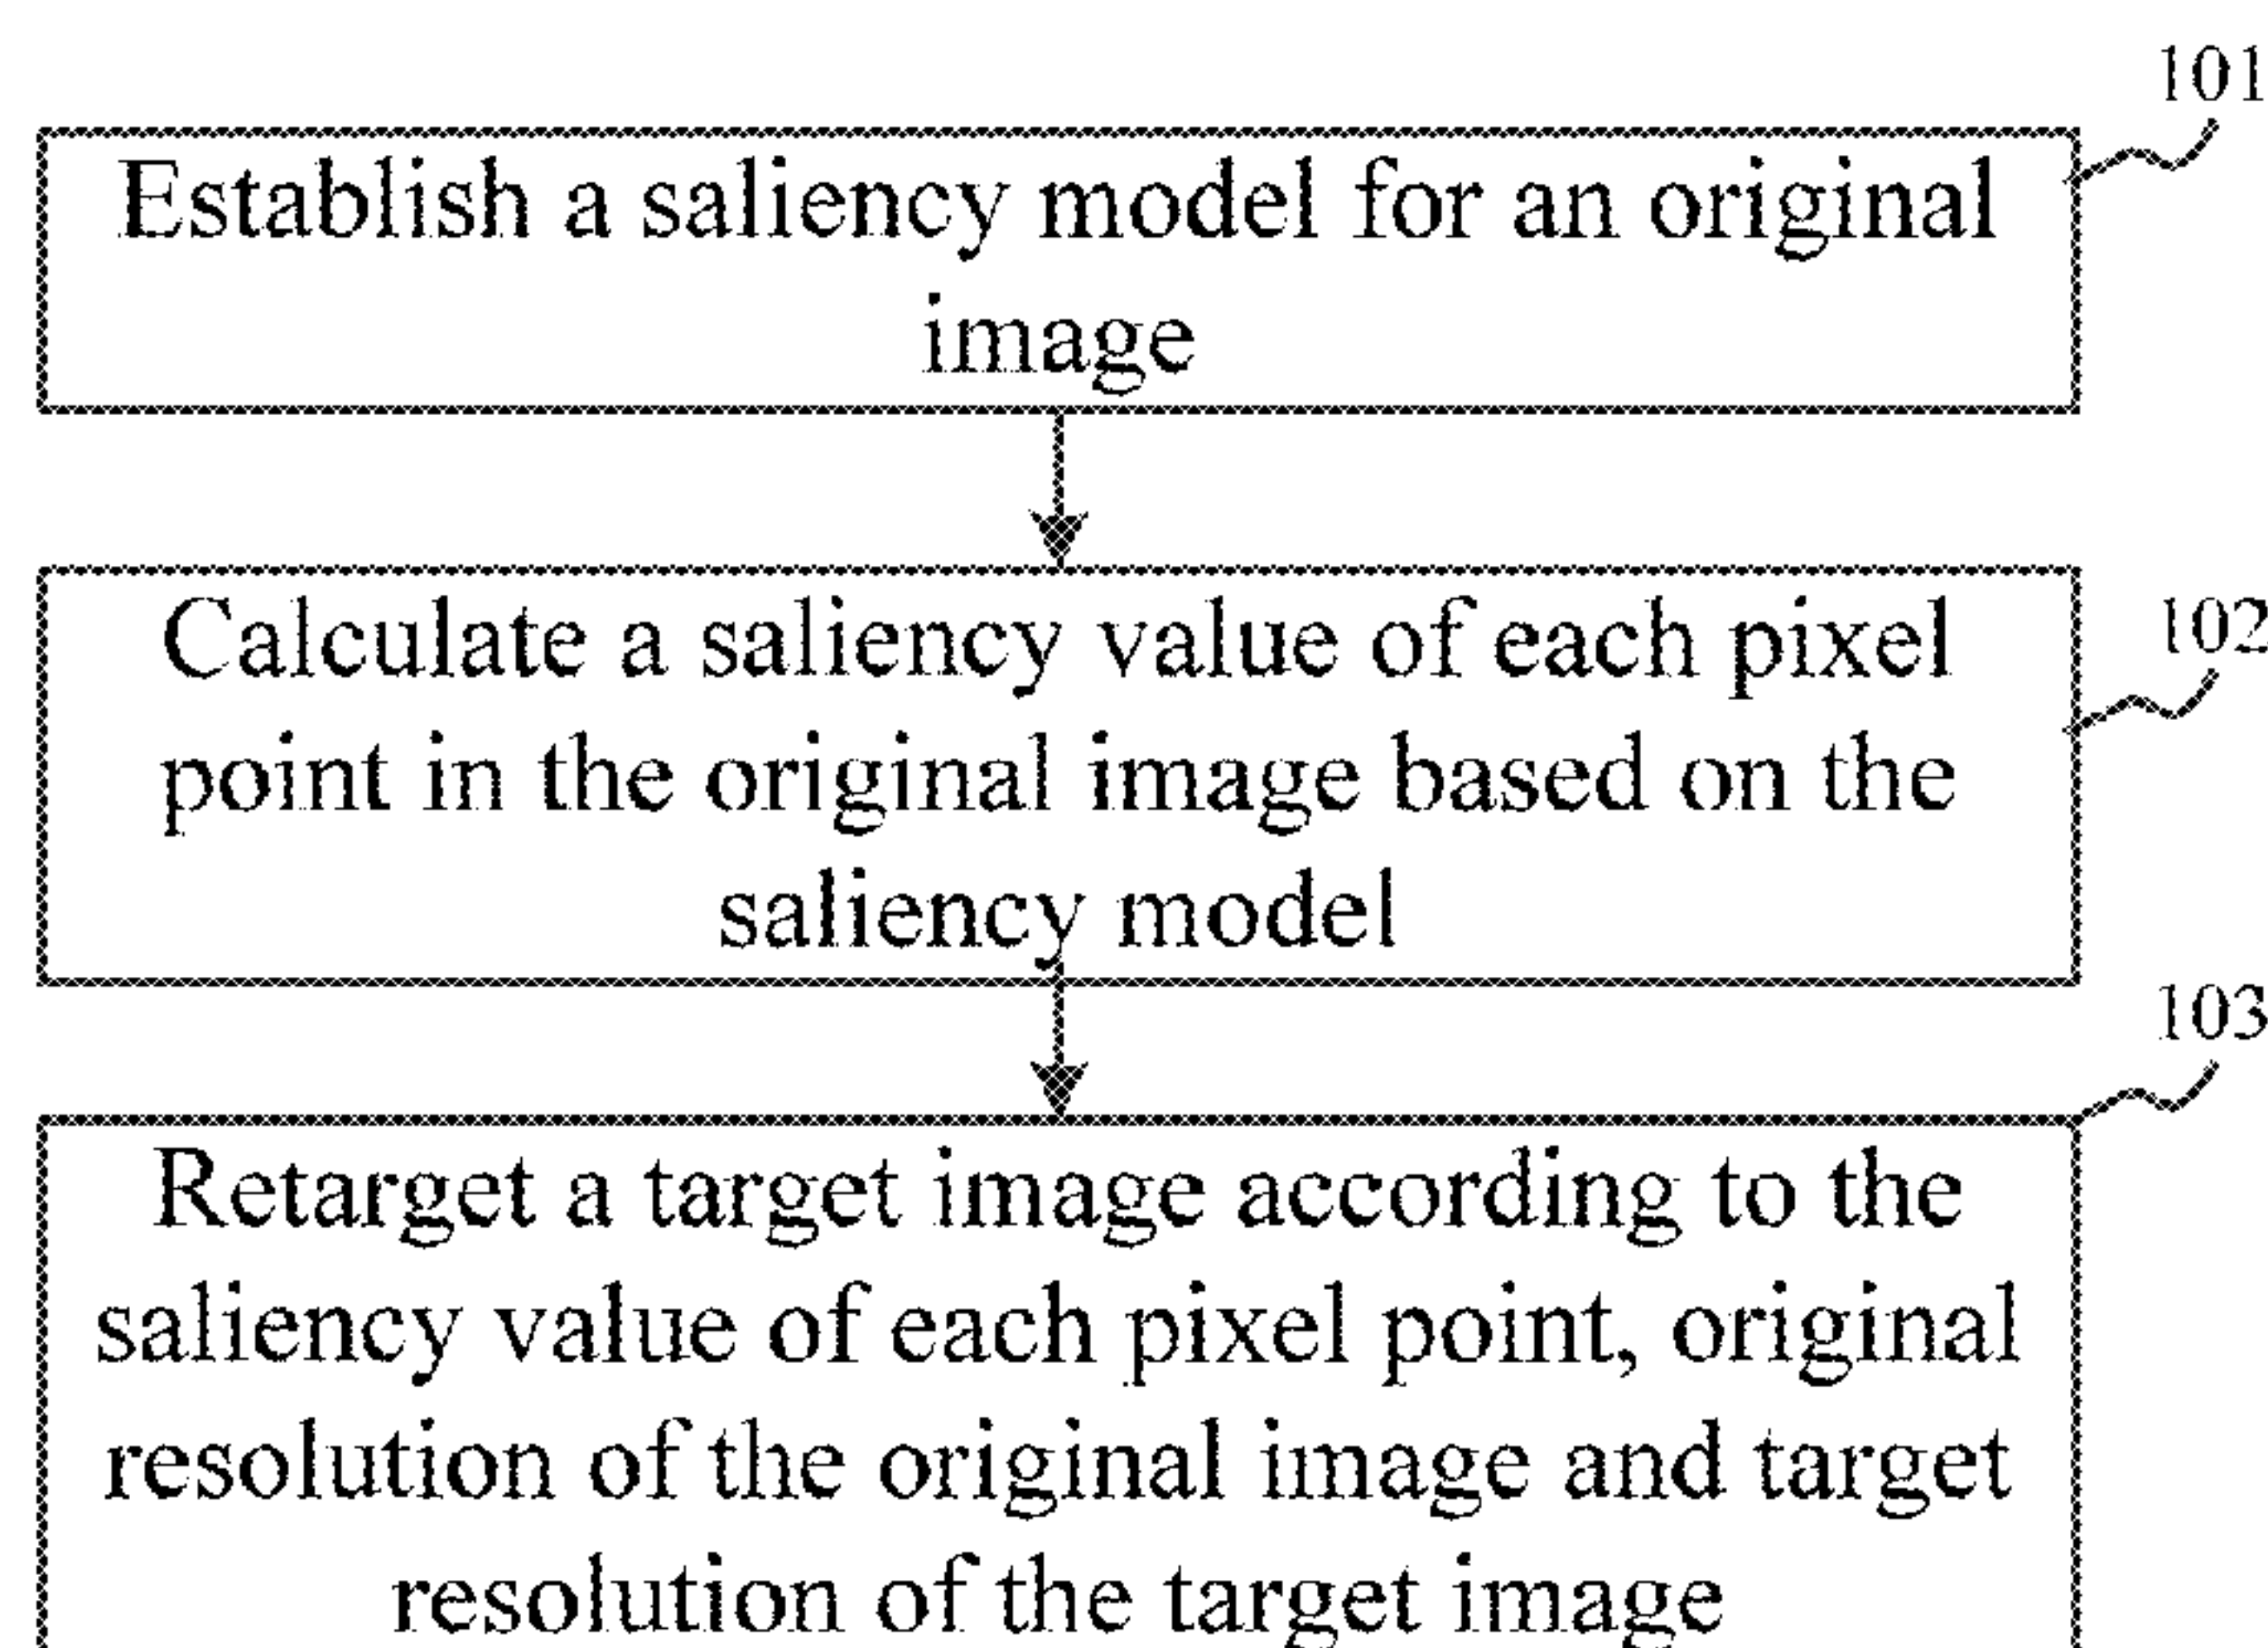 101
Establish a saliency model for an original
image
Calculate a saliency value of each pixel
102
point in the original image based on the
saliency model
103
Retarget a target image according to the
saliency value of each pixel point, original
resolution of the original image and target
resolution of the target image